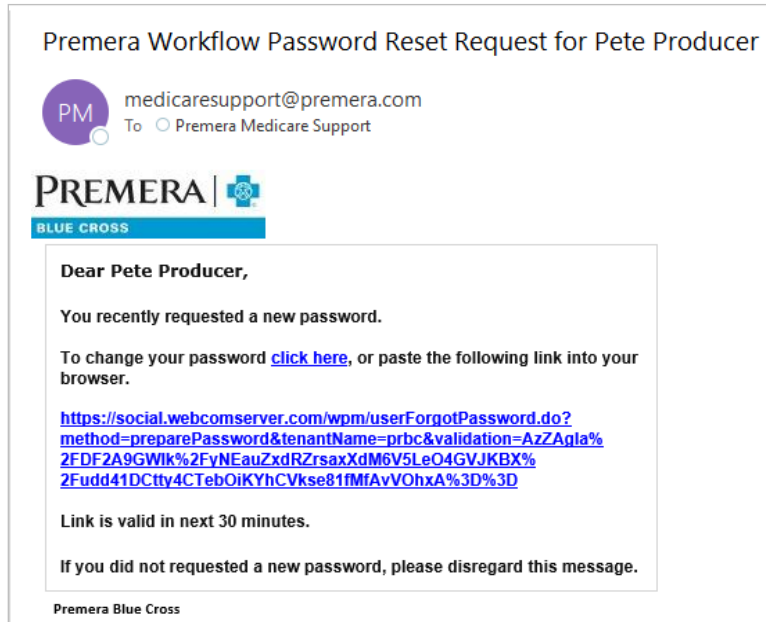 Premera Workflow Password Reset Request for Pete Producer
PM
medicaresupport@premera.com
To Premera Medicare Support
PREMERA
BLUE CROSS
Dear Pete Producer,
You recently requested a new password.
To change your password click here, or paste the following link into your
browser.
https://social.webcomserver.com/wpm/userForgotPassword.do?
method=preparePassword&tenantName=prbc&validation=AzZAgla%
2FDF2A9GWlk%2FyNEauZxdRZrsaxXdM6V5LeO4GVJKBX%
2Fudd41DCtty4CTebOiKYhCVkse81fMfAvVOhxA%3D%3D
Link is valid in next 30 minutes.
If you did not requested a new password, please disregard this message.
Premera Blue Cross